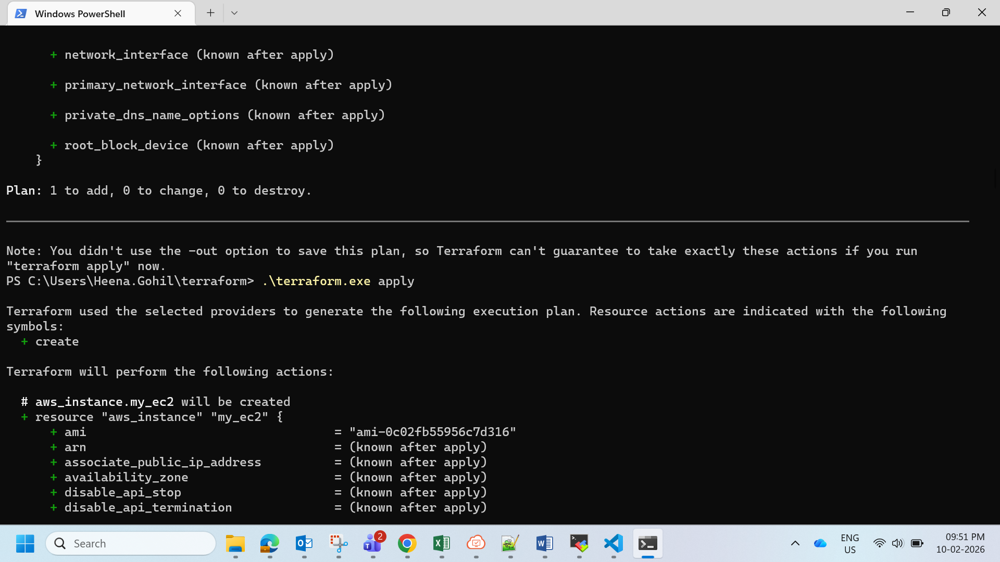 Windows PowerShell
+ network_interface (known after apply)
+ primary_network_interface (known after apply)
+ private_dns_name_options (known after apply)
+ root_block_device (known after apply)
}
Plan: 1 to add, 0 to change, 0 to destroy.
Note: You didn't use the -out option to save this plan, so Terraform can't guarantee to take exactly these actions if you run
"terraform apply" now.
PS C:\Users\Heena.Gohil\terraform> .\terraform.exe apply
Terraform used the selected providers to generate the following execution plan. Resource actions are indicated with the following
symbols:
+ create
Terraform will perform the following actions:
# aws_instance.my_ec2 will be created
+ resource "aws_instance" "my_ec2" {
+ ami = "ami-0c02fb55956c7d316"
+ arn = (known after apply)
+ associate_public_ip_address = (known after apply)
+ availability_zone = (known after apply)
+ disable_api_stop = (known after apply)
+ disable_api_termination = (known after apply)
Search
2
ENG
US
09:51 PM
10-02-2026